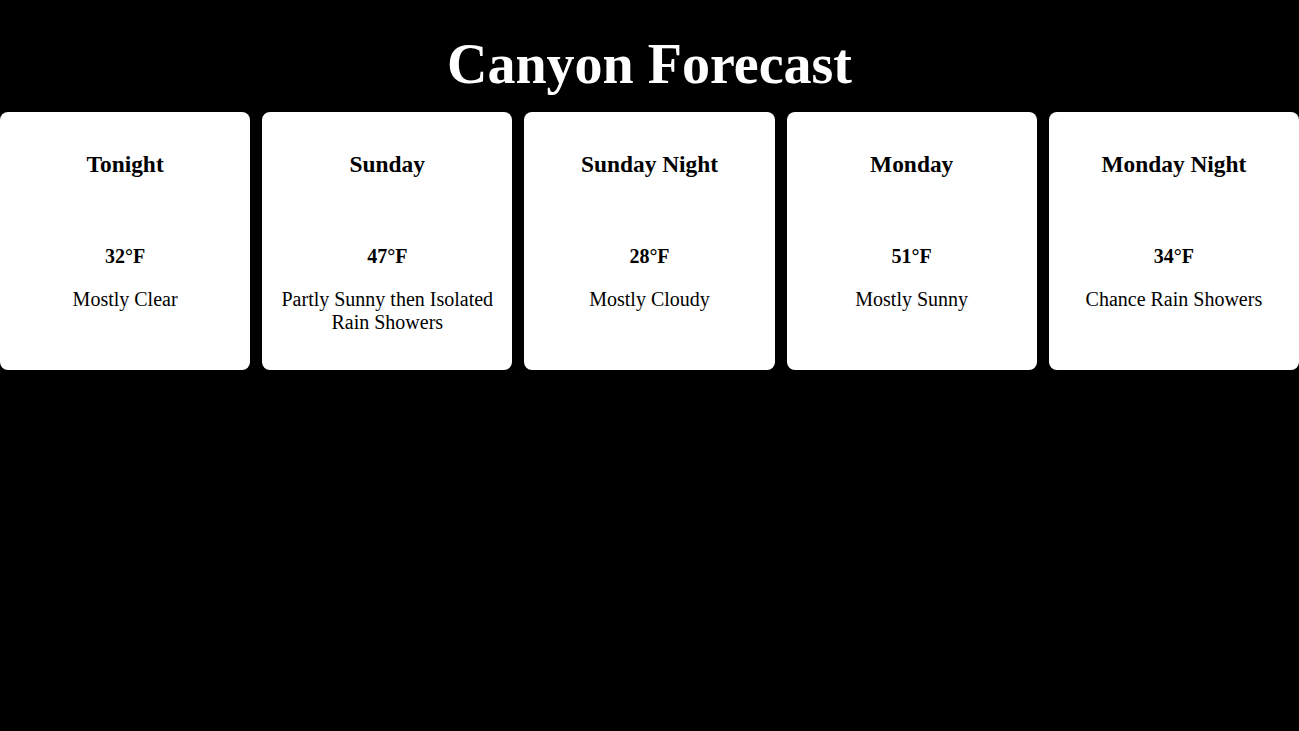 Canyon Forecast
Tonight
32°F
Mostly Clear
Sunday
47°F
Partly Sunny then Isolated
Rain Showers
Sunday Night
28°F
Mostly Cloudy
Monday
51°F
Mostly Sunny
Monday Night
34°F
Chance Rain Showers